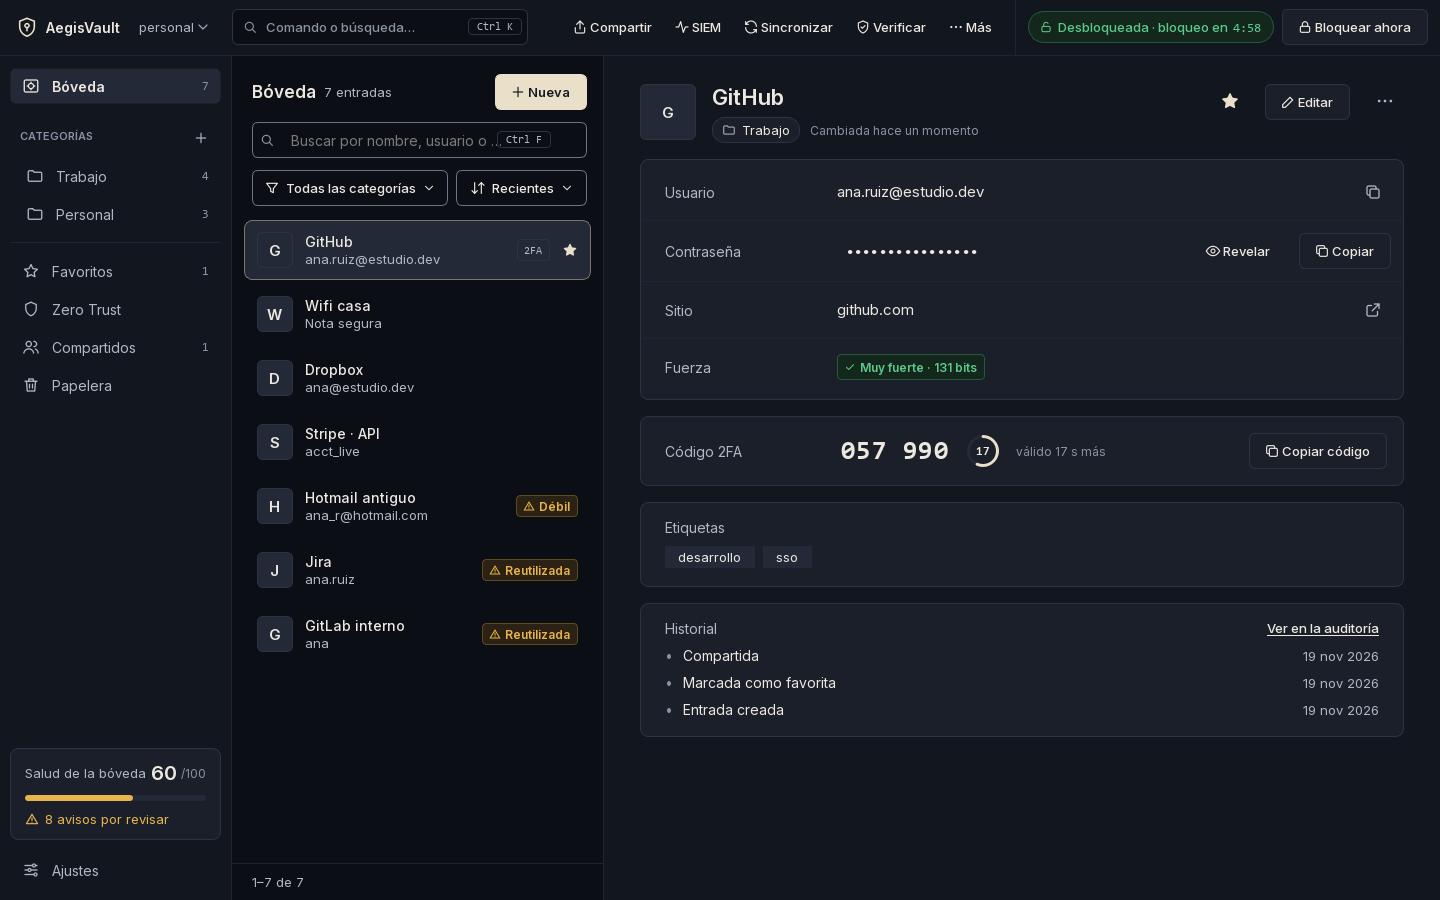 AegisVault
personal
Comando o búsqueda…
Ctrl K
Compartir
SIEM
Sincronizar
Verificar
Más
Desbloqueada · bloqueo en 4:58
Bloquear ahora
Bóveda
7
CATEGORÍAS
Trabajo
4
Personal
3
Favoritos
1
Zero Trust
Compartidos
1
Papelera
Salud de la bóveda 60 /100
8 avisos por revisar
Ajustes
Bóveda 7 entradas
Nueva
Buscar por nombre, usuario o …
Ctrl F
Todas las categorías
Recientes
G
GitHub
ana.ruiz@estudio.dev
2FA
W
Wifi casa
Nota segura
D
Dropbox
ana@estudio.dev
S
Stripe · API
acct_live
H
Hotmail antiguo
ana_r@hotmail.com
Débil
J
Jira
ana.ruiz
Reutilizada
G
GitLab interno
ana
Reutilizada
1–7 de 7
G
GitHub
Trabajo
Cambiada hace un momento
Editar
Usuario
ana.ruiz@estudio.dev
Contraseña
••••••••••••••••
Revelar
Copiar
Sitio
github.com
Fuerza
Muy fuerte · 131 bits
Código 2FA
057 990
17
válido 17 s más
Copiar código
Etiquetas
desarrollo
sso
Historial
Ver en la auditoría
• Compartida
19 nov 2026
• Marcada como favorita
19 nov 2026
• Entrada creada
19 nov 2026